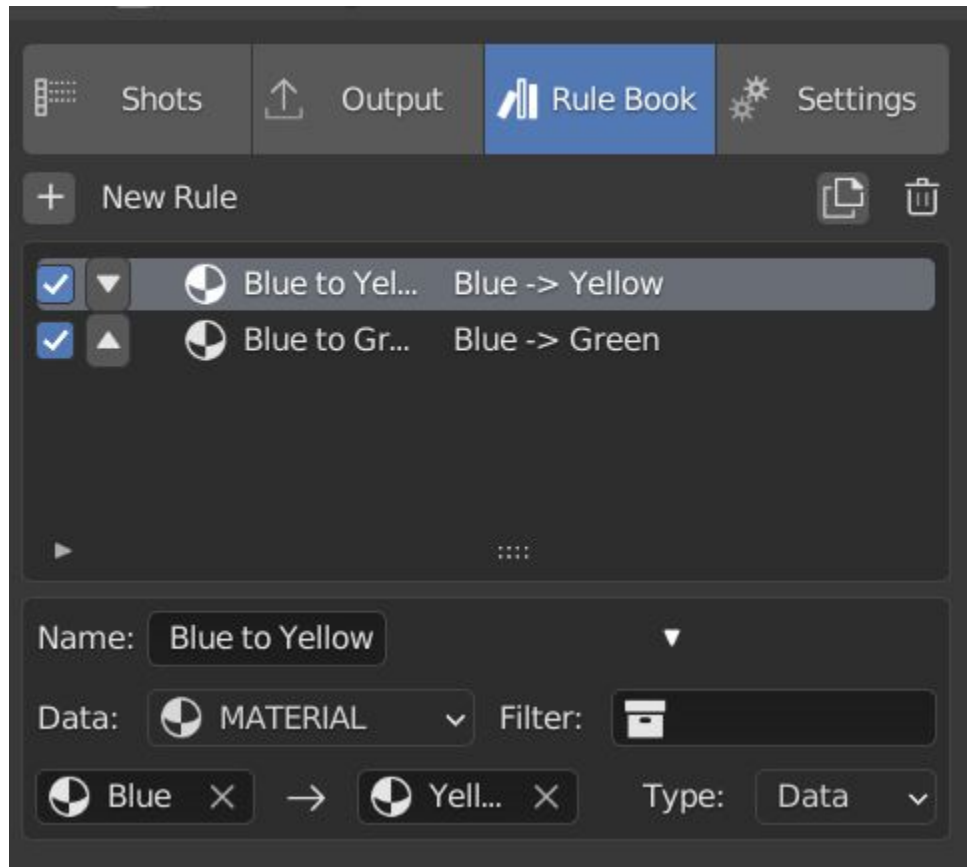 Shots Output Rule Book Settings
New Rule
Blue to Yel... Blue -> Yellow
Blue to Gr... Blue -> Green
Name: Blue to Yellow
Data: MATERIAL Filter:
Blue → Yell... Type: Data